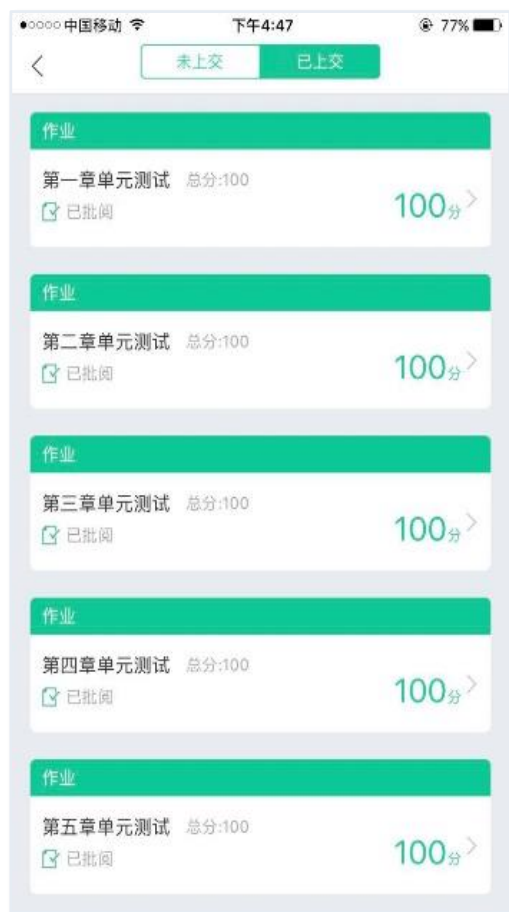 中国移动 下午4:47 77%
未上交 已上交
作业
第一章单元测试 总分:100
已批阅 100分
作业
第二章单元测试 总分:100
已批阅 100分
作业
第三章单元测试 总分:100
已批阅 100分
作业
第四章单元测试 总分:100
已批阅 100分
作业
第五章单元测试 总分:100
已批阅 100分